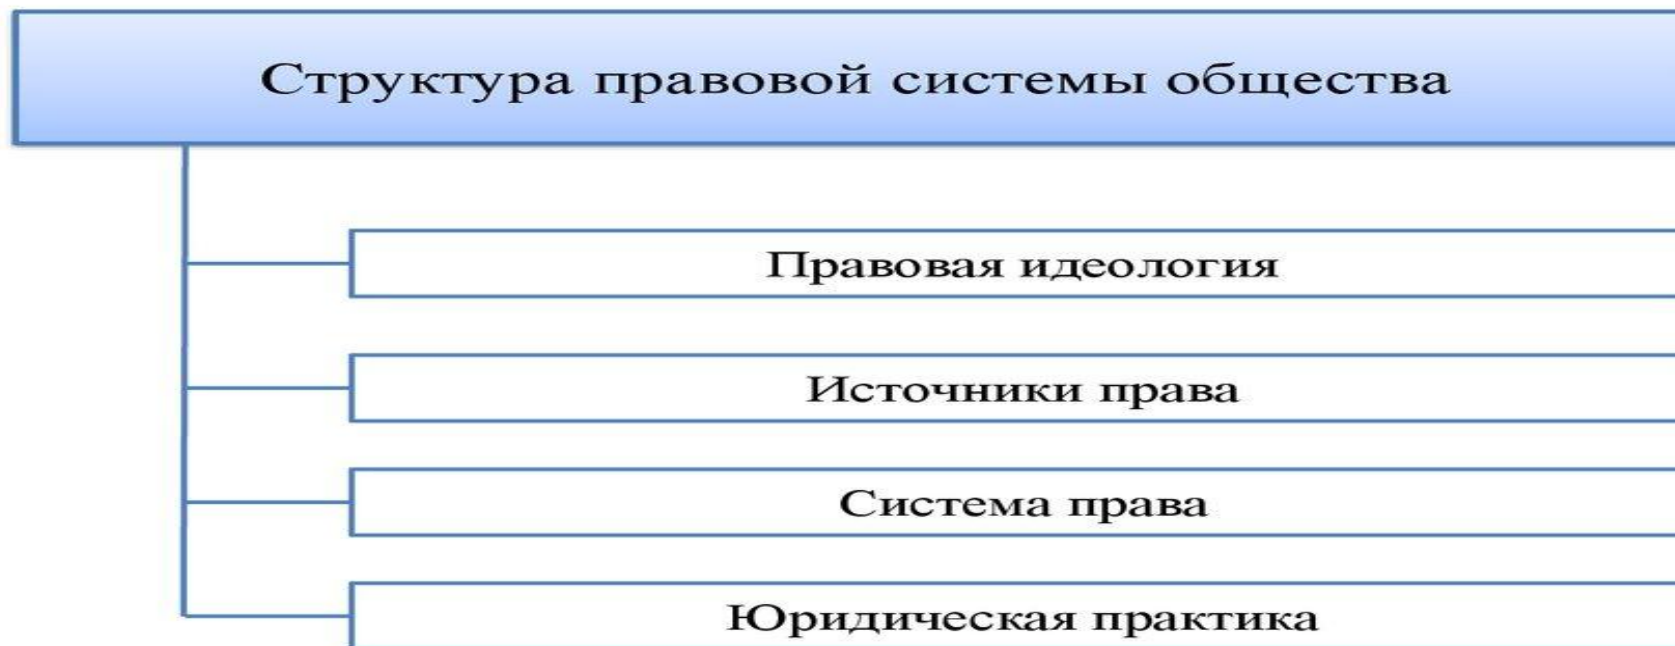 Структура правовой системы общества
Правовая идеология
Источники права
Система права
Юридическая практика